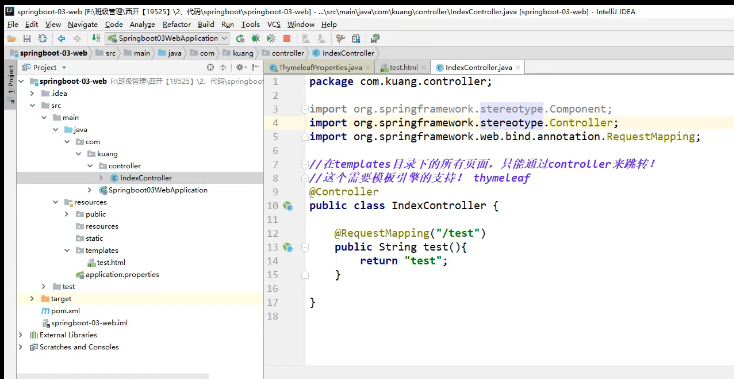 springboot-03-web [F:\班级管理\西开【19525】\2、代码\springboot\springboot-03-web] - ...\src\main\java\com\kuang\controller\IndexController.java [springboot-03-web] - IntelliJ IDEA
File Edit View Navigate Code Analyze Refactor Build Run Tools VCS Window Help
Springboot03WebApplication
springboot-03-web src main java com kuang controller IndexController
1: Project
Project
springboot-03-web F:\班级管理\西开【19525】\2、代码\springboot
.idea
src
main
java
com
kuang
controller
IndexController
Springboot03WebApplication
resources
public
resources
static
templates
test.html
application.properties
test
target
pom.xml
springboot-03-web.iml
External Libraries
Scratches and Consoles
ThymeleafProperties.java test.html IndexController.java
1 package com.kuang.controller;
2
3 import org.springframework.stereotype.Component;
4 import org.springframework.stereotype.Controller;
5 import org.springframework.web.bind.annotation.RequestMapping;
6
7 //在templates目录下的所有页面，只能通过controller来跳转！
8 //这个需要模板引擎的支持！ thymeleaf
9 @Controller
10 public class IndexController {
11
12 @RequestMapping("/test")
13 public String test(){
14 return "test";
15 }
16
17 }
18